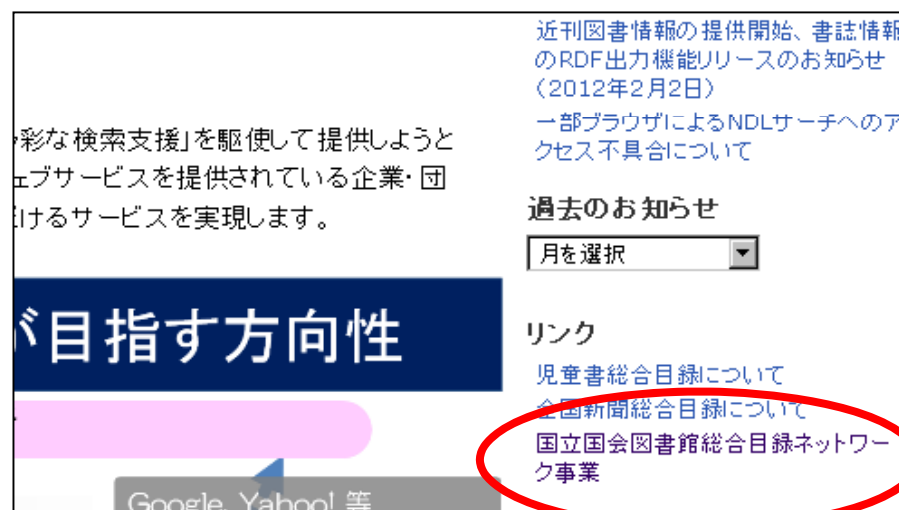 近刊図書情報の提供開始、書誌情報
のRDF出力機能リリースのお知らせ
（2012年2月2日）
一部ブラウザによるNDLサーチへのア
クセス不具合について
彩な検索支援」を駆使して提供しようと
ェブサービスを提供されている企業・団
けるサービスを実現します。
過去のお知らせ
月を選択
が目指す方向性
リンク
児童書総合目録について
全国新聞総合目録について
国立国会図書館総合目録ネットワー
ク事業
Google、Yahoo! 等